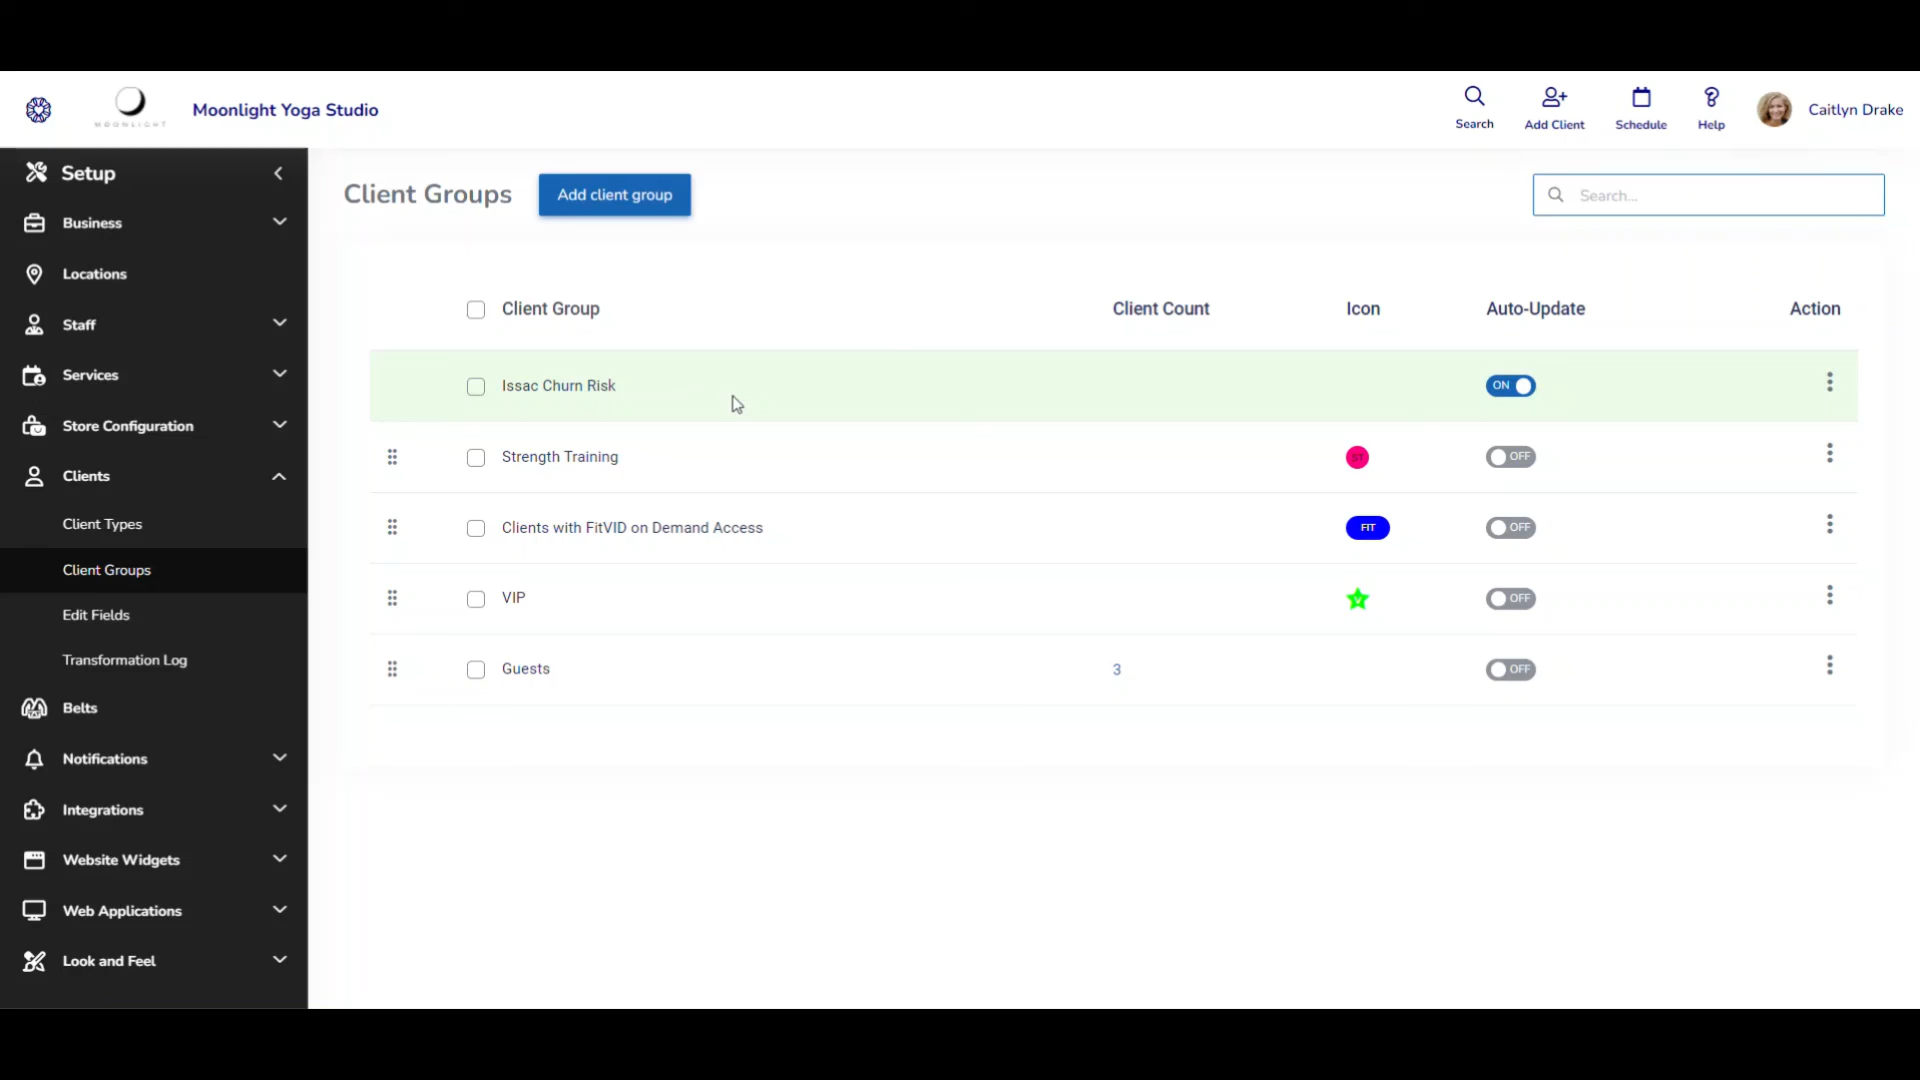 MOONLIGHT
Moonlight Yoga Studio
Search
Add Client
Schedule
Help
Caitlyn Drake
Setup
Business
Locations
Staff
Services
Store Configuration
Clients
Client Types
Client Groups
Edit Fields
Transformation Log
Belts
Notifications
Integrations
Website Widgets
Web Applications
Look and Feel
Client Groups
Add client group
Search...
Client Group Client Count Icon Auto-Update Action
Issac Churn Risk ON
Strength Training ST OFF
Clients with FitVID on Demand Access FIT OFF
VIP V OFF
Guests 3 OFF